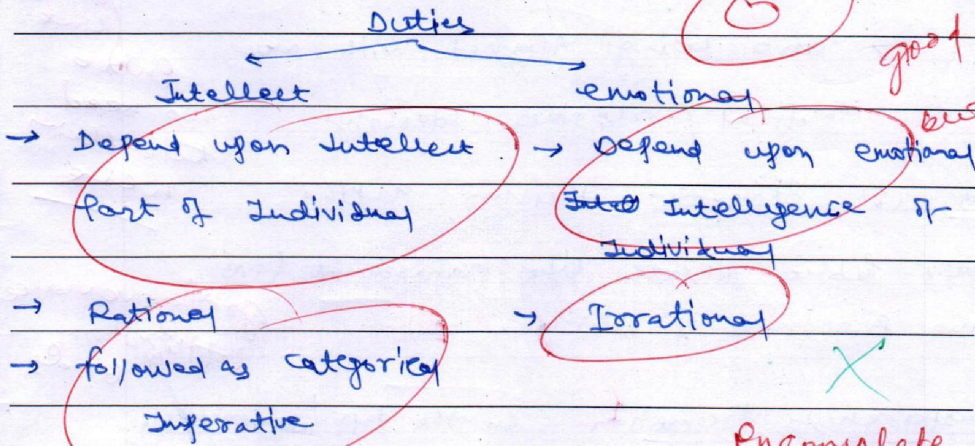 Duties
good
Intellect emotional
→ Depend upon Intellect → Depend upon emotional
Part of Individual Intelligence of
Individual
→ Rational → Irrational
→ followed as categorical
Imperative